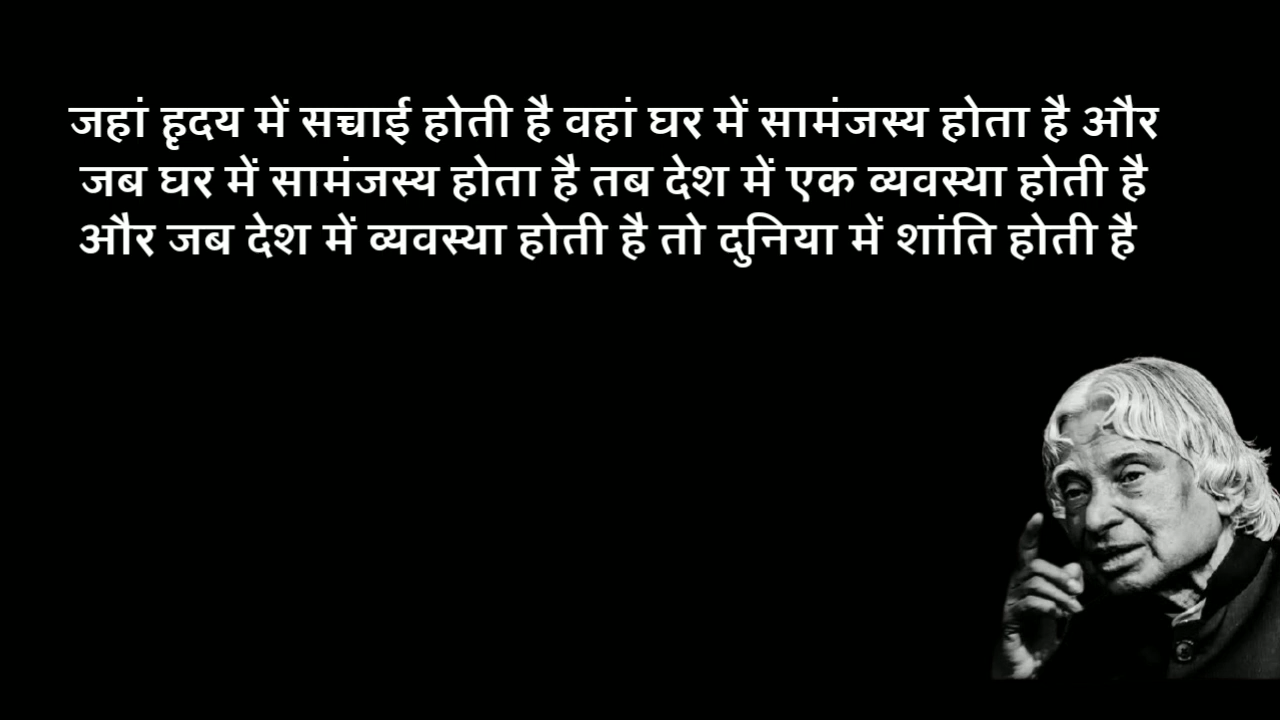 जहां हृदय में सच्चाई होती है वहां घर में सामंजस्य होता है और
जब घर में सामंजस्य होता है तब देश में एक व्यवस्था होती है
और जब देश में व्यवस्था होती है तो दुनिया में शांति होती है